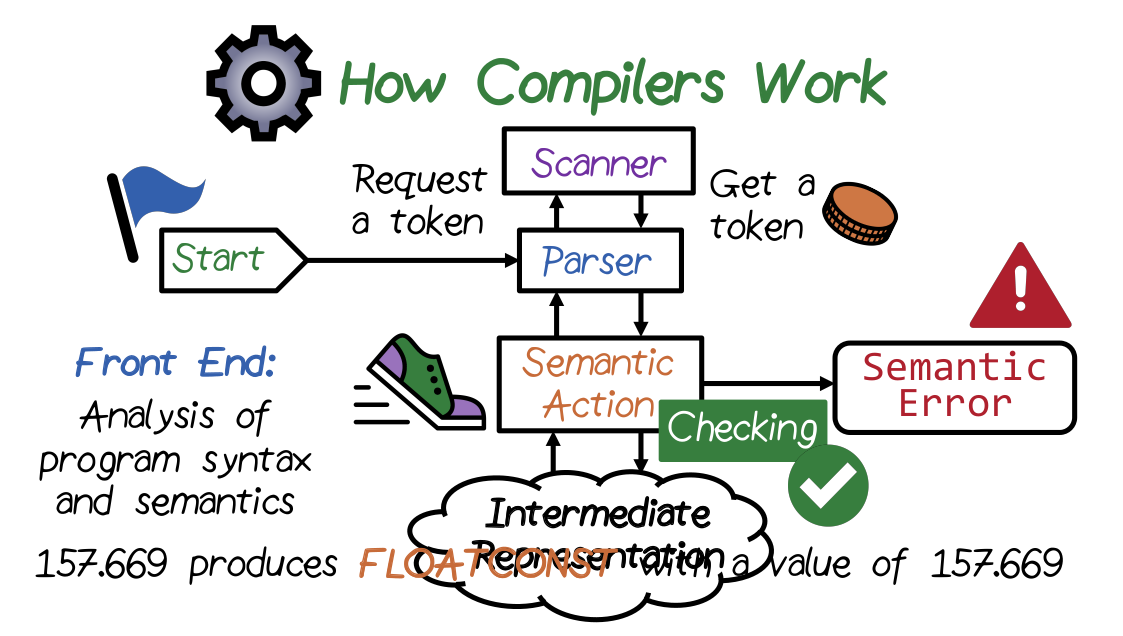 How Compilers Work
Scanner
Request
a token
Get a
token
Start
Parser
Front End:
Analysis of
program syntax
and semantics
Semantic
Action
Checking
Semantic
Error
Intermediate
Representation
157.669 produces FLOATCONST with a value of 157.669